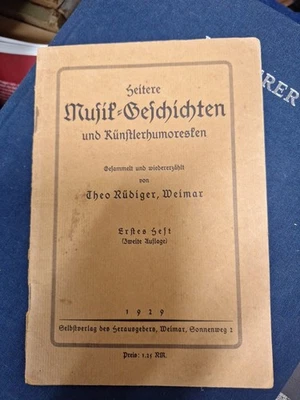 Heitere
Musik-Geschichten
und Künstlerhumoresken
Gesammelt und wiedererzählt
von
Theo Rüdiger, Weimar
Erstes Heft
(Zweite Auflage)
1929
Selbstverlag des Herausgebers, Weimar, Sonnenweg 2
Preis: 1.25 RM.